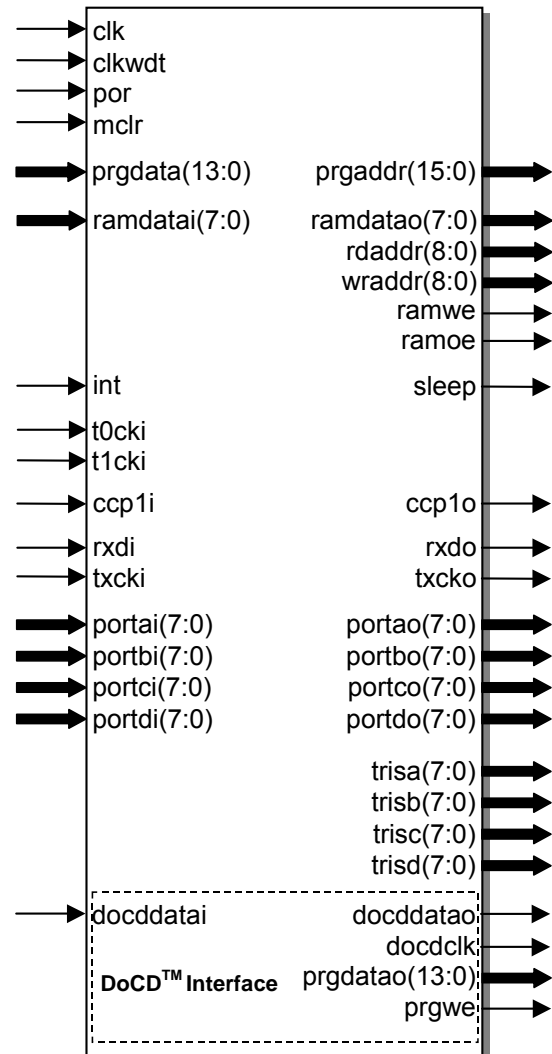 clk
clkwdt
por
mclr
prgdata(13:0) prgaddr(15:0)
ramdatai(7:0) ramdatao(7:0)
rdaddr(8:0)
wraddr(8:0)
ramwe
ramoe
int sleep
t0cki
t1cki
ccp1i ccp1o
rxdi rxdo
txcki txcko
portai(7:0) portao(7:0)
portbi(7:0) portbo(7:0)
portci(7:0) portco(7:0)
portdi(7:0) portdo(7:0)
trisa(7:0)
trisb(7:0)
trisc(7:0)
trisd(7:0)
docddatai docddatao
docdclk
DoCD™ Interface prgdatao(13:0)
prgwe